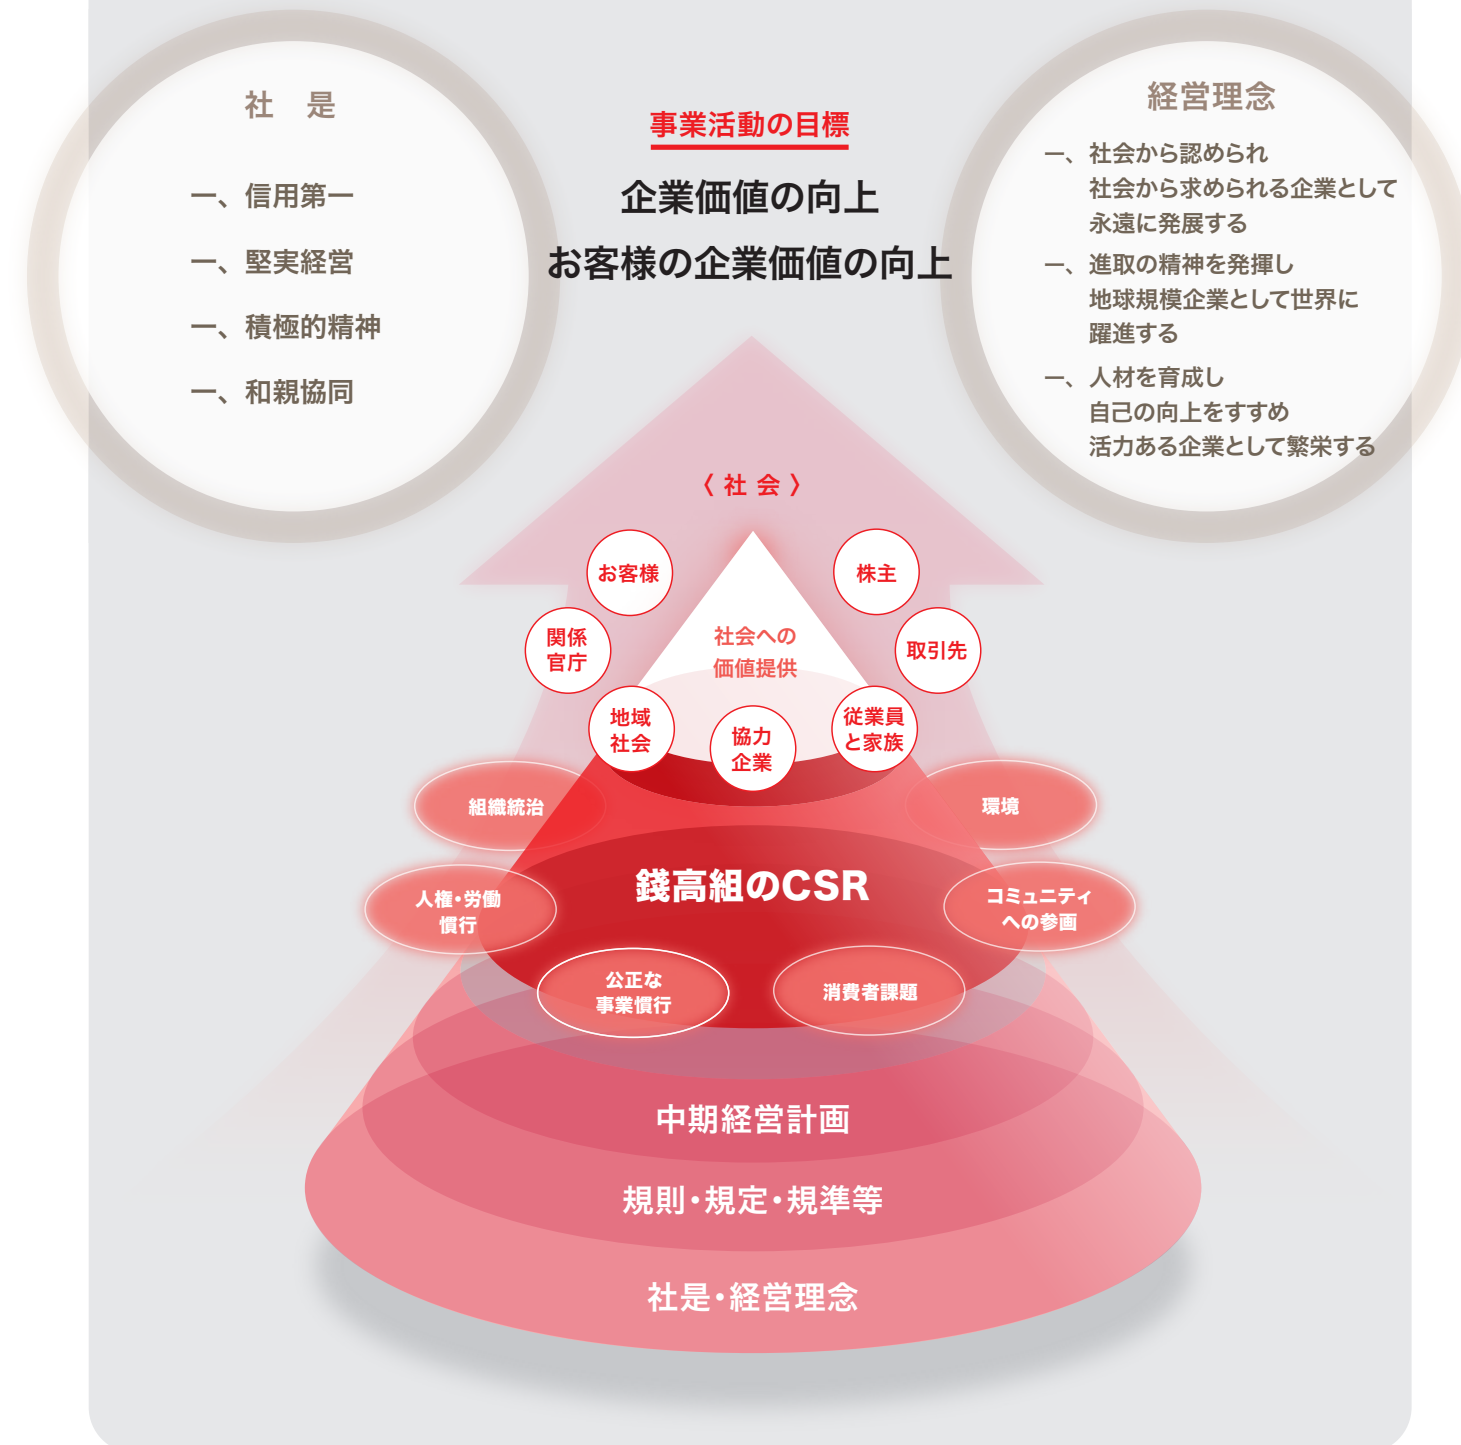 社 是
一、信用第一
一、堅実経営
一、積極的精神
一、和親協同
事業活動の目標
企業価値の向上
お客様の企業価値の向上
経営理念
一、社会から認められ
社会から求められる企業として
永遠に発展する
一、進取の精神を発揮し
地球規模企業として世界に
躍進する
一、人材を育成し
自己の向上をすすめ
活力ある企業として繁栄する
〈社会〉
お客様
株主
関係
官庁
社会への
価値提供
取引先
地域
社会
協力
企業
従業員
と家族
組織統治
環境
人権・労働
慣行
錢高組のCSR
コミュニティ
への参画
公正な
事業慣行
消費者課題
中期経営計画
規則・規定・規準等
社是・経営理念